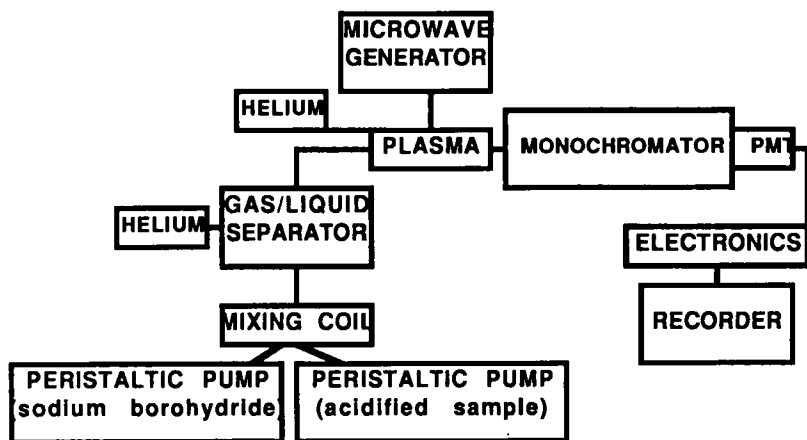 MICROWAVE
GENERATOR
HELIUM
PLASMA
MONOCHROMATOR
PMT
HELIUM
GAS/LIQUID
SEPARATOR
ELECTRONICS
MIXING COIL
RECORDER
PERISTALTIC PUMP
(sodium borohydride)
PERISTALTIC PUMP
(acidified sample)